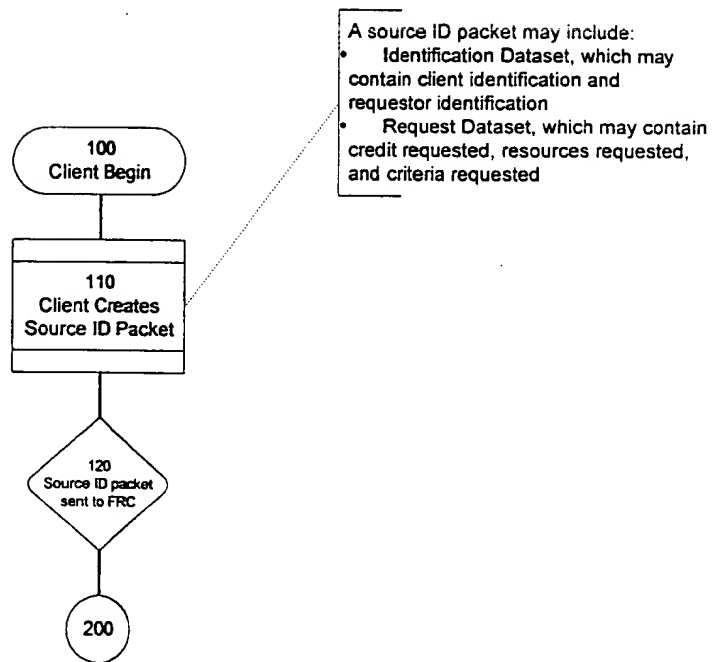 A source ID packet may include:
• Identification Dataset, which may
contain client identification and
requestor identification
• Request Dataset, which may contain
credit requested, resources requested,
and criteria requested
100
Client Begin
110
Client Creates
Source ID Packet
120
Source ID packet
sent to FRC
200